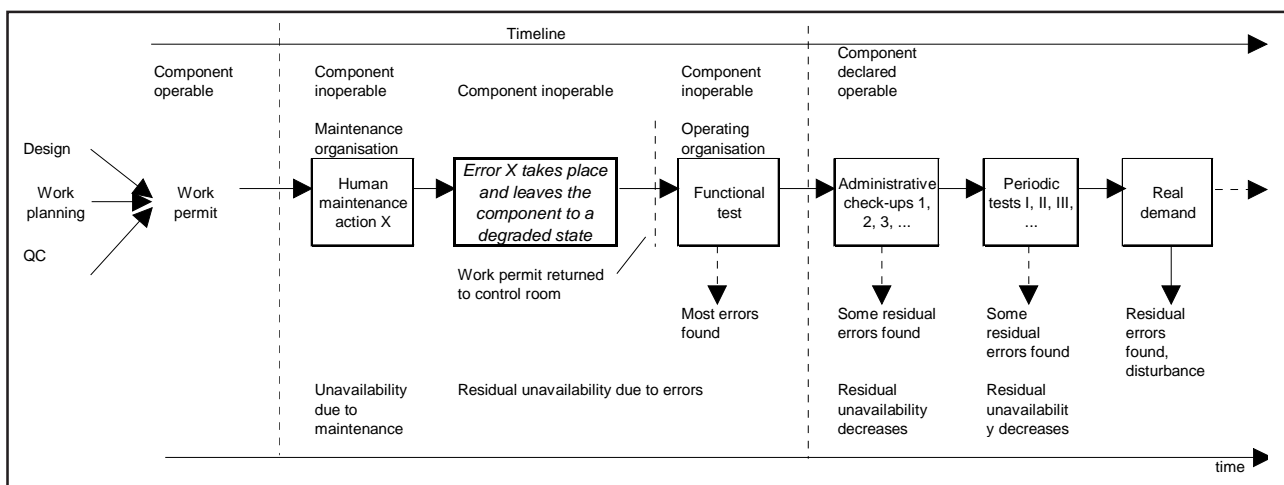 Timeline
Component
operable
Component
inoperable
Component inoperable
Component
inoperable
Component
declared
operable
Maintenance
organisation
Operating
organisation
Design
Work
planning
QC
Work
permit
Human
maintenance
action X
Error X takes place
and leaves the
component to a
degraded state
Functional
test
Administrative
check-ups 1,
2, 3, ...
Periodic
tests I, II, III,
...
Real
demand
Work permit returned
to control room
Most errors
found
Some residual
errors found
Some
residual
errors found
Residual
errors
found,
disturbance
Unavailability
due to
maintenance
Residual unavailability due to errors
Residual
unavailability
decreases
Residual
unavailabilit
y decreases
time